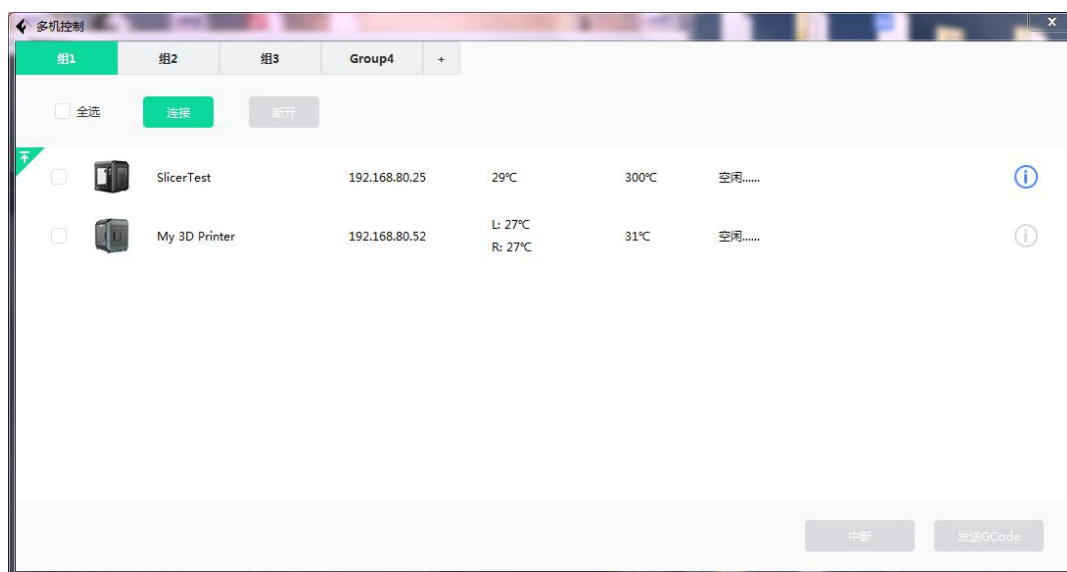 多机控制
x
组1 组2 组3 Group4 +
全选 连接 断开
SlicerTest 192.168.80.25 29℃ 300℃ 空闲......
My 3D Printer 192.168.80.52 L: 27℃ 31℃ 空闲......
R: 27℃
中断 发送GCode